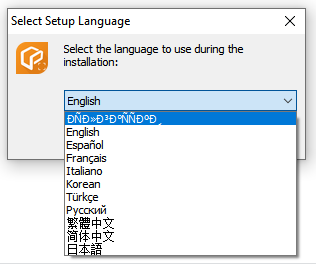 Select Setup Language
Select the language to use during the
installation:
English
ÐÑÐ»Ð³Ð°ÑÑÐºÐ¸
English
Español
Français
Italiano
Korean
Türkçe
Русский
繁體中文
简体中文
日本語